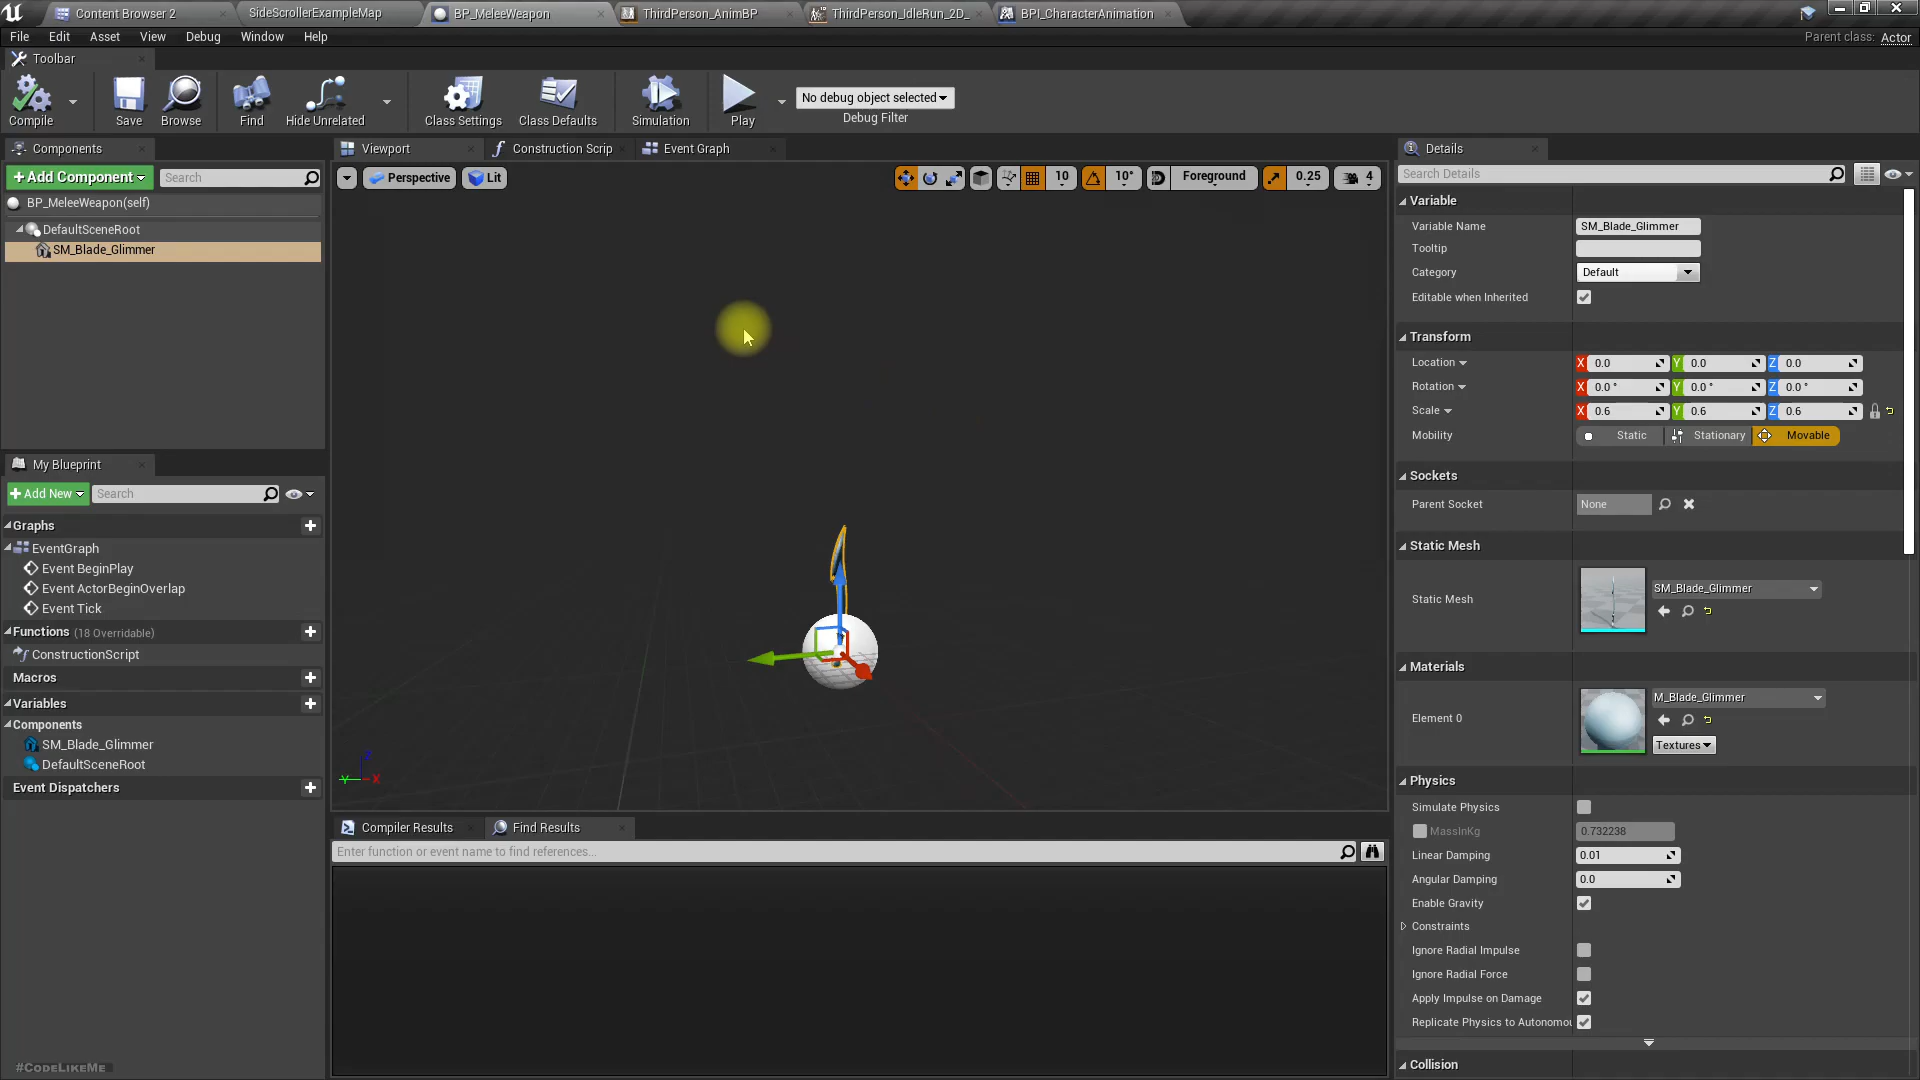 Content Browser 2
SideScrollerExampleMap
BP_MeleeWeapon
ThirdPerson_AnimBP
ThirdPerson_IdleRun_2D_
BPI_CharacterAnimation
File Edit Asset View Debug Window Help
Parent class: Actor
Toolbar
Compile
Save
Browse
Find
Hide Unrelated
Class Settings
Class Defaults
Simulation
Play
No debug object selected
Debug Filter
Components
+Add Component
Search
BP_MeleeWeapon(self)
DefaultSceneRoot
SM_Blade_Glimmer
My Blueprint
+Add New
Search
Graphs
EventGraph
Event BeginPlay
Event ActorBeginOverlap
Event Tick
Functions (18 Overridable)
ConstructionScript
Macros
Variables
Components
SM_Blade_Glimmer
DefaultSceneRoot
Event Dispatchers
#CodeLikeMe
Viewport
Construction Scrip
Event Graph
Perspective
Lit
10
10°
Foreground
0.25
4
Z
Y
X
Compiler Results
Find Results
Enter function or event name to find references...
Details
Search Details
Variable
Variable Name SM_Blade_Glimmer
Tooltip
Category Default
Editable when Inherited
Transform
Location X 0.0 Y 0.0 Z 0.0
Rotation X 0.0 ° Y 0.0 ° Z 0.0 °
Scale X 0.6 Y 0.6 Z 0.6
Mobility Static Stationary Movable
Sockets
Parent Socket None
Static Mesh
Static Mesh SM_Blade_Glimmer
Materials
Element 0 M_Blade_Glimmer
Textures
Physics
Simulate Physics
MassInKg 0.732238
Linear Damping 0.01
Angular Damping 0.0
Enable Gravity
Constraints
Ignore Radial Impulse
Ignore Radial Force
Apply Impulse on Damage
Replicate Physics to Autonomou
Collision